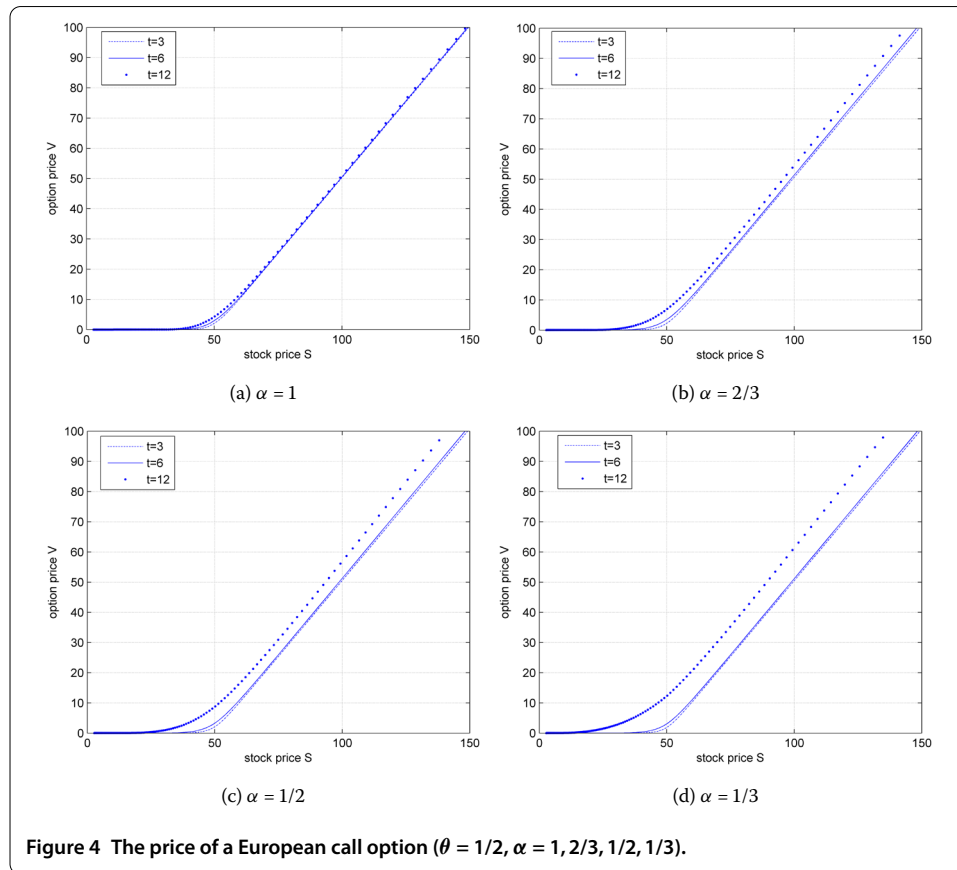 100
90
80
70
60
50
40
30
20
10
0
option price V
t=3
t=6
t=12
0
50
100
150
stock price S
(a) α = 1
100
90
80
70
60
50
40
30
20
10
0
option price V
t=3
t=6
t=12
0
50
100
150
stock price S
(b) α = 2/3
100
90
80
70
60
50
40
30
20
10
0
option price V
t=3
t=6
t=12
0
50
100
150
stock price S
(c) α = 1/2
100
90
80
70
60
50
40
30
20
10
0
option price V
t=3
t=6
t=12
0
50
100
150
stock price S
(d) α = 1/3
Figure 4 The price of a European call option (θ = 1/2, α = 1, 2/3, 1/2, 1/3).